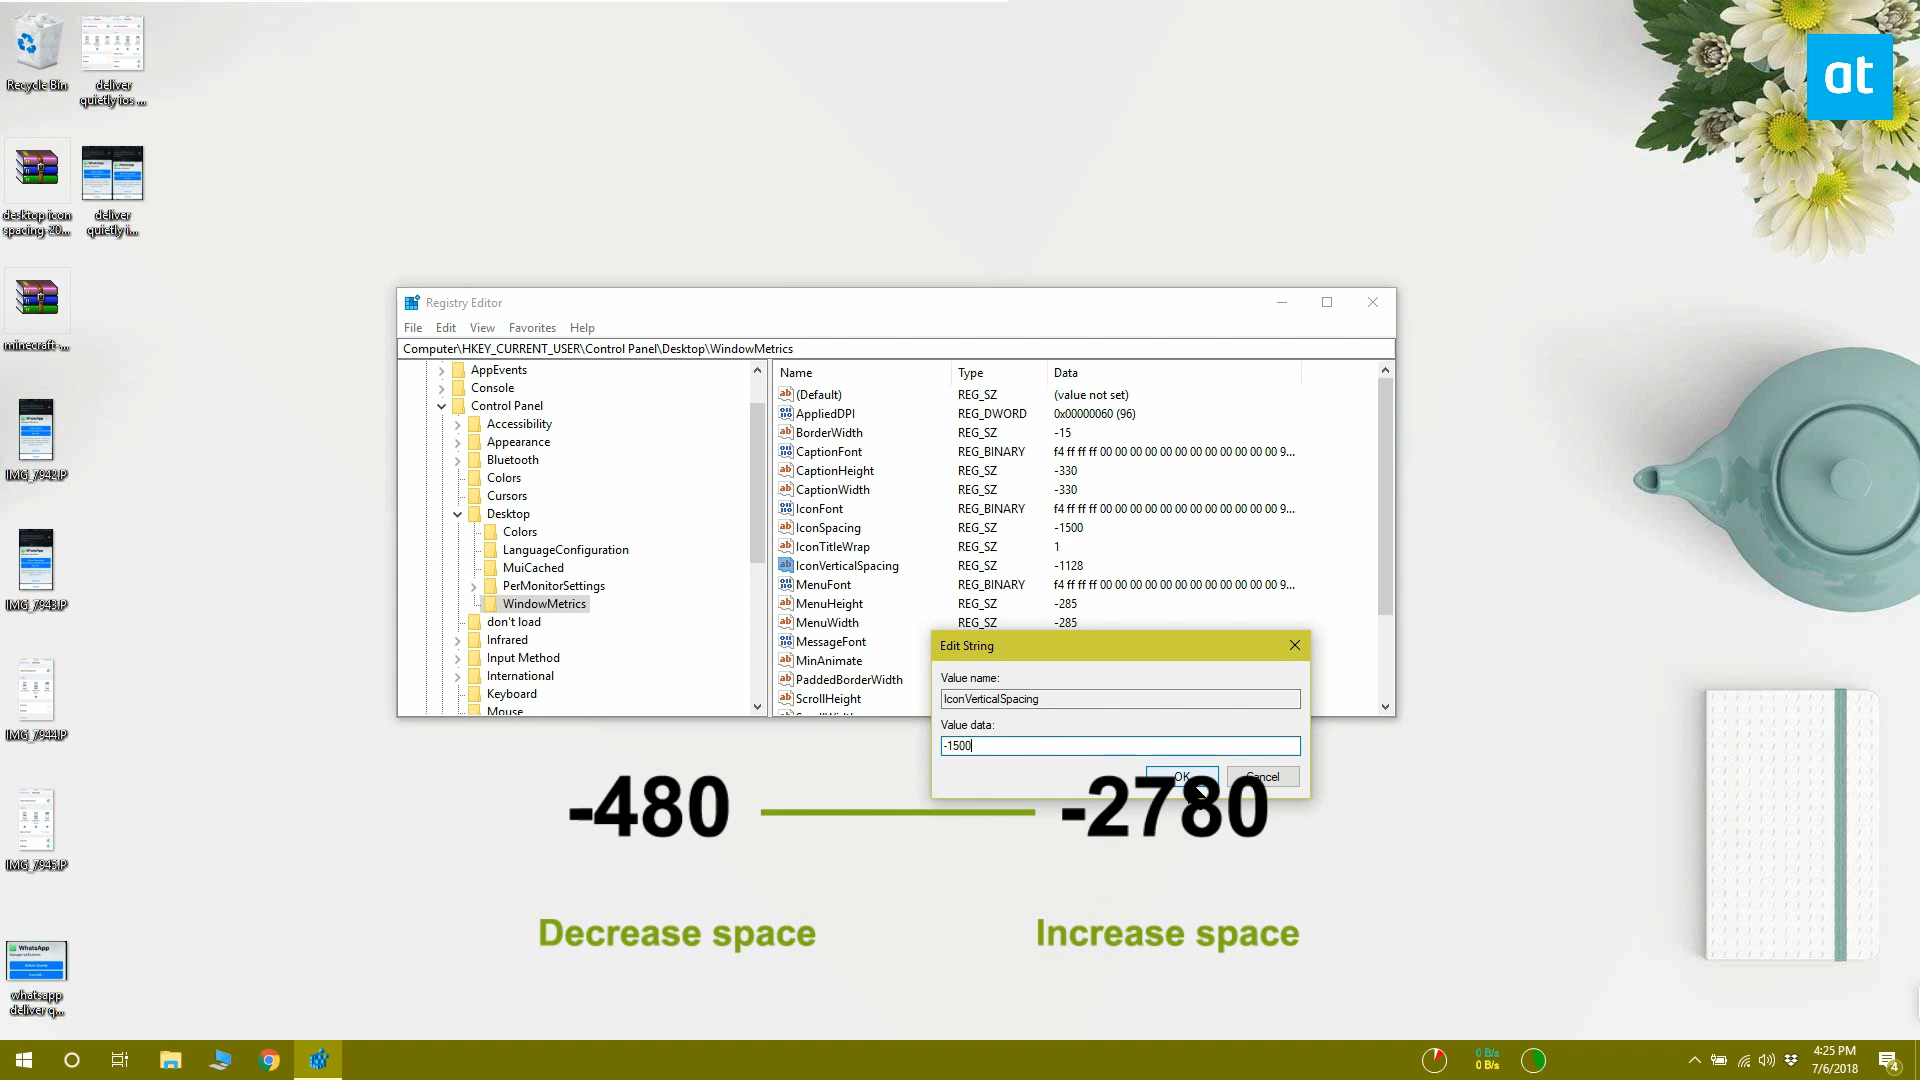 Recycle Bin
deliver
quietly ios ...
desktop icon
spacing-20...
deliver
quietly i...
minecraft-...
IMG_7942.P
IMG_7943.P
IMG_7944.P
IMG_7945.P
WhatsApp
whatsapp
deliver q...
at
Registry Editor
File Edit View Favorites Help
Computer\HKEY_CURRENT_USER\Control Panel\Desktop\WindowMetrics
AppEvents
Console
Control Panel
Accessibility
Appearance
Bluetooth
Colors
Cursors
Desktop
Colors
LanguageConfiguration
MuiCached
PerMonitorSettings
WindowMetrics
don't load
Infrared
Input Method
International
Keyboard
Mouse
Name Type Data
(Default) REG_SZ (value not set)
AppliedDPI REG_DWORD 0x00000060 (96)
BorderWidth REG_SZ -15
CaptionFont REG_BINARY f4 ff ff ff 00 00 00 00 00 00 00 00 00 00 00 00 9...
CaptionHeight REG_SZ -330
CaptionWidth REG_SZ -330
IconFont REG_BINARY f4 ff ff ff 00 00 00 00 00 00 00 00 00 00 00 00 9...
IconSpacing REG_SZ -1500
IconTitleWrap REG_SZ 1
IconVerticalSpacing REG_SZ -1128
MenuFont REG_BINARY f4 ff ff ff 00 00 00 00 00 00 00 00 00 00 00 00 9...
MenuHeight REG_SZ -285
MenuWidth REG_SZ -285
MessageFont
MinAnimate
PaddedBorderWidth
ScrollHeight
Edit String
Value name:
IconVerticalSpacing
Value data:
-1500
OK Cancel
-480 -2780
Decrease space Increase space
0 B/s
0 B/s
4:25 PM
7/6/2018
4